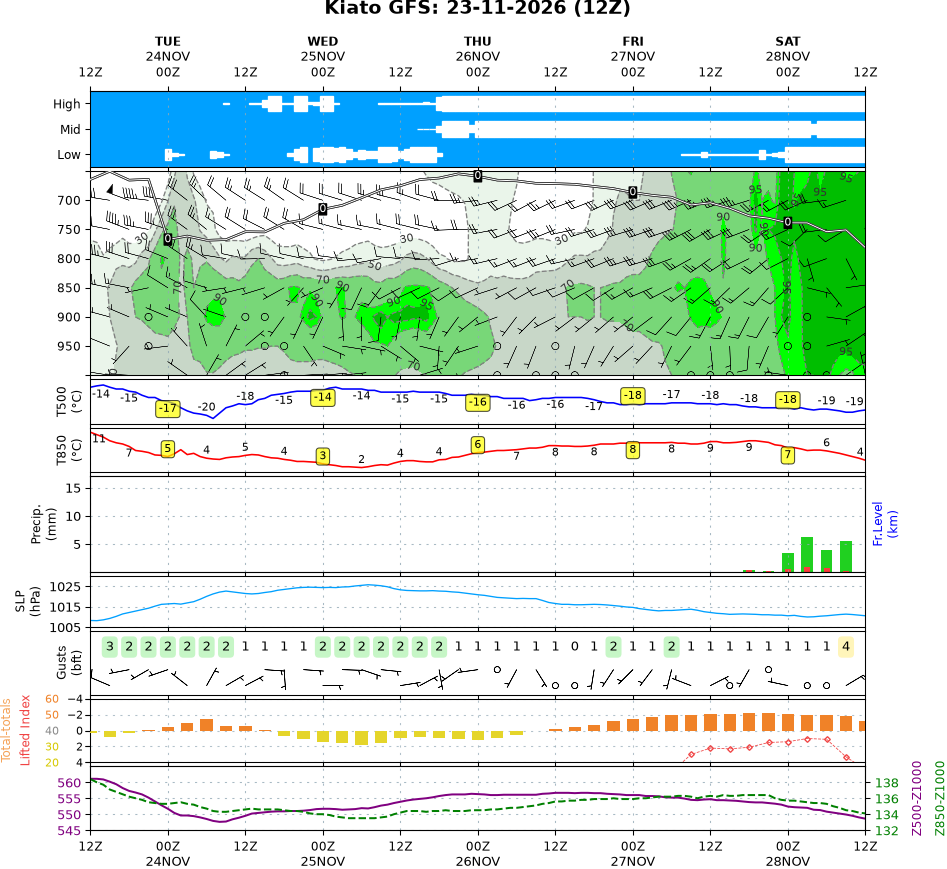 Kiato GFS: 23-11-2026 (12Z)
TUE WED THU FRI SAT
24NOV 25NOV 26NOV 27NOV 28NOV
12Z 00Z 12Z 00Z 12Z 00Z 12Z 00Z 12Z 00Z 12Z
High
Mid
Low
700
750
800
850
900
950
0 0 0 0 0
30 30 30 50 70 70 70 90 90 90 90 95 90 90 95 95 95 95
T500 (°C)
-14 -15 -17 -20 -18 -15 -14 -14 -15 -15 -16 -16 -16 -17 -18 -17 -18 -18 -18 -19 -19
T850 (°C)
11 7 5 4 5 4 3 2 4 4 6 7 8 8 8 8 9 9 7 6 4
Precip. (mm)
15
10
5
Fr.Level (km)
SLP (hPa)
1025
1015
1005
Gusts (bft)
3 2 2 2 2 2 2 1 1 1 1 2 2 2 2 2 2 2 1 1 1 1 1 1 0 1 2 1 1 2 1 1 1 1 1 1 1 1 4
Total-totals
Lifted Index
60 −4
50 −2
40 0
30 2
20 4
560
555
550
545
138
136
134
132
Z500-Z1000
Z850-Z1000
12Z 00Z 12Z 00Z 12Z 00Z 12Z 00Z 12Z 00Z 12Z
24NOV 25NOV 26NOV 27NOV 28NOV